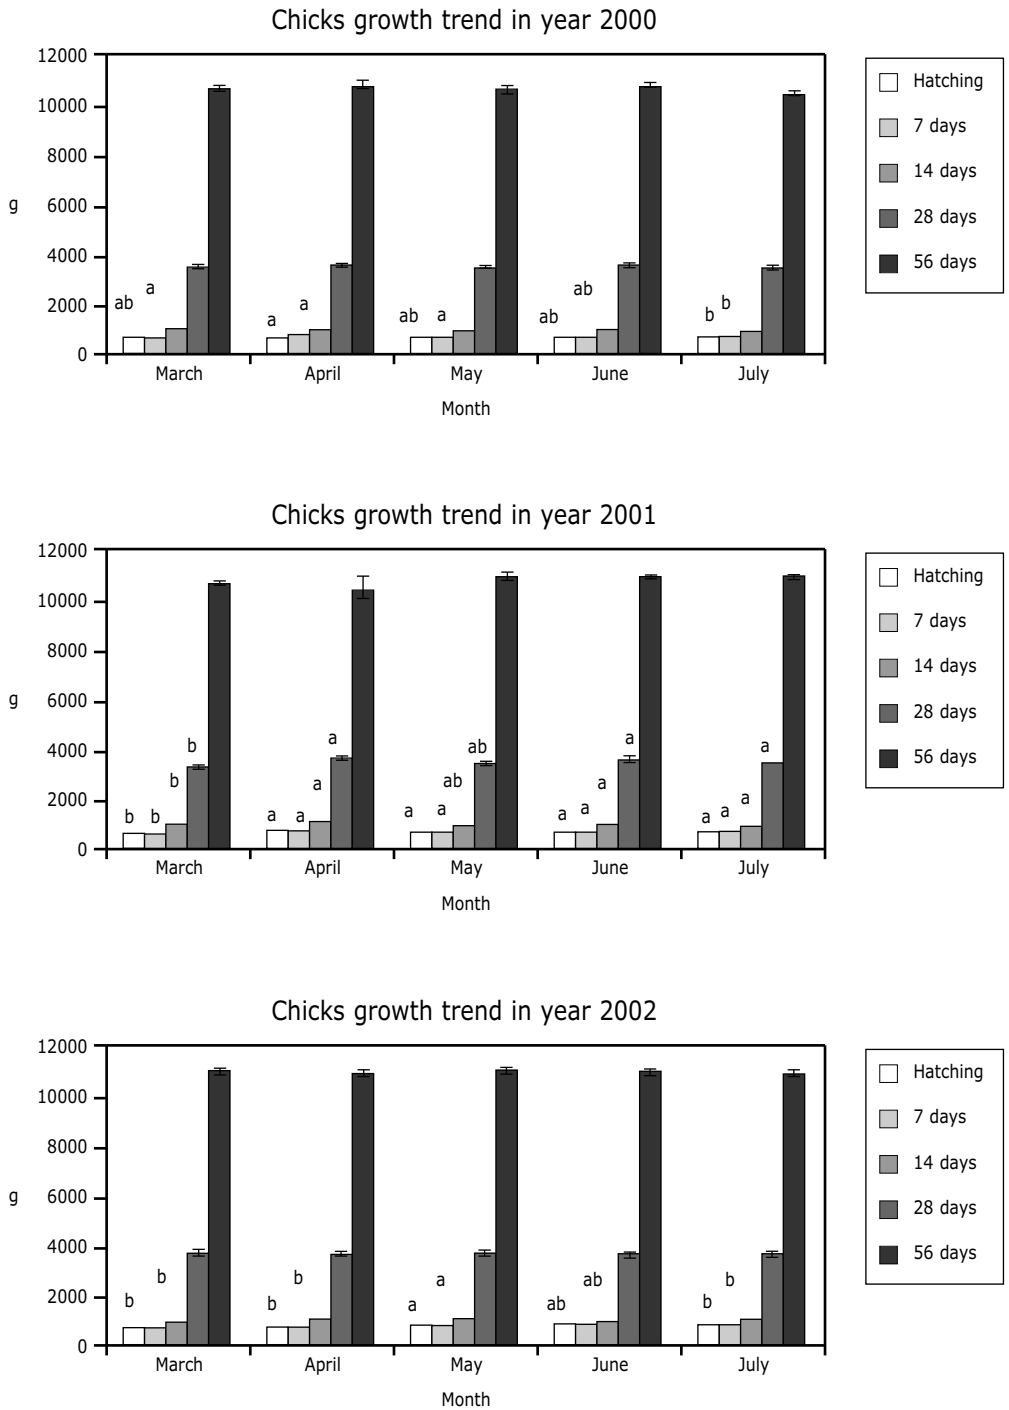 Chicks growth trend in year 2000
12000
10000
8000
6000
4000
2000
0
g
ab a
a a
ab a
ab ab
b b
March April May June July
Month
Hatching
7 days
14 days
28 days
56 days
Chicks growth trend in year 2001
12000
10000
8000
6000
4000
2000
0
g
b b b b
a a a a
a a ab ab
a a a a
a a a a
March April May June July
Month
Hatching
7 days
14 days
28 days
56 days
Chicks growth trend in year 2002
12000
10000
8000
6000
4000
2000
0
g
b b
b b
a a
ab ab
b b
March April May June July
Month
Hatching
7 days
14 days
28 days
56 days